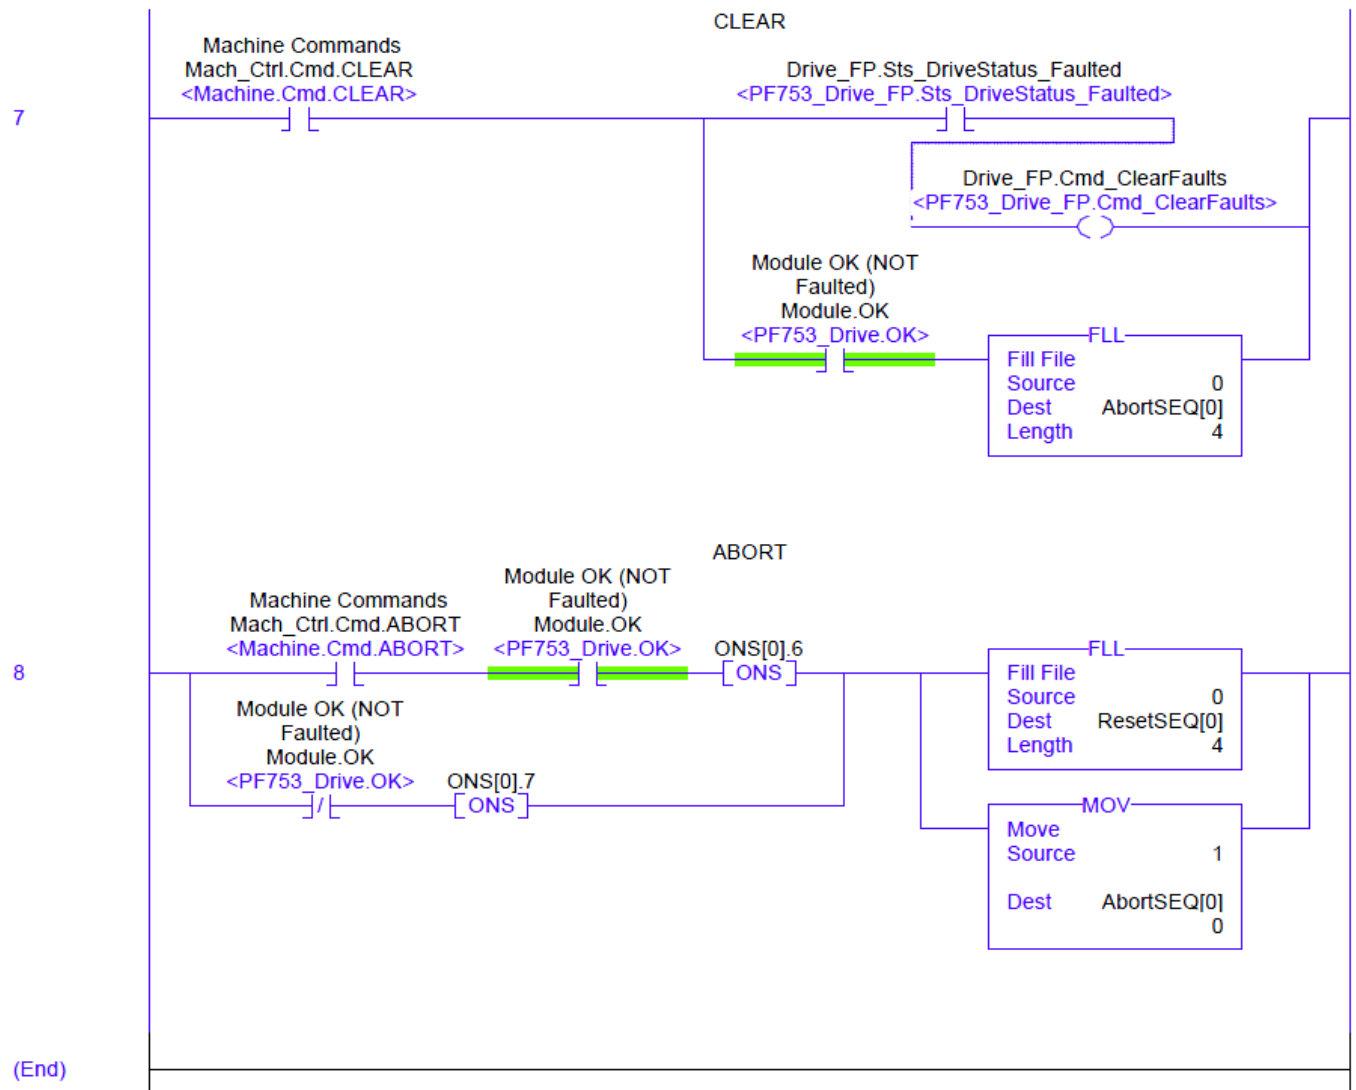 CLEAR
Machine Commands
Mach_Ctrl.Cmd.CLEAR
<Machine.Cmd.CLEAR>
Drive_FP.Sts_DriveStatus_Faulted
<PF753_Drive_FP.Sts_DriveStatus_Faulted>
7
Drive_FP.Cmd_ClearFaults
<PF753_Drive_FP.Cmd_ClearFaults>
Module OK (NOT
Faulted)
Module.OK
<PF753_Drive.OK>
FLL
Fill File
Source 0
Dest AbortSEQ[0]
Length 4
ABORT
Machine Commands
Mach_Ctrl.Cmd.ABORT
<Machine.Cmd.ABORT>
Module OK (NOT
Faulted)
Module.OK
<PF753_Drive.OK>
ONS[0].6
ONS
8
FLL
Fill File
Source 0
Dest ResetSEQ[0]
Length 4
Module OK (NOT
Faulted)
Module.OK
<PF753_Drive.OK>
/
ONS[0].7
ONS
MOV
Move
Source 1
Dest AbortSEQ[0]
0
(End)